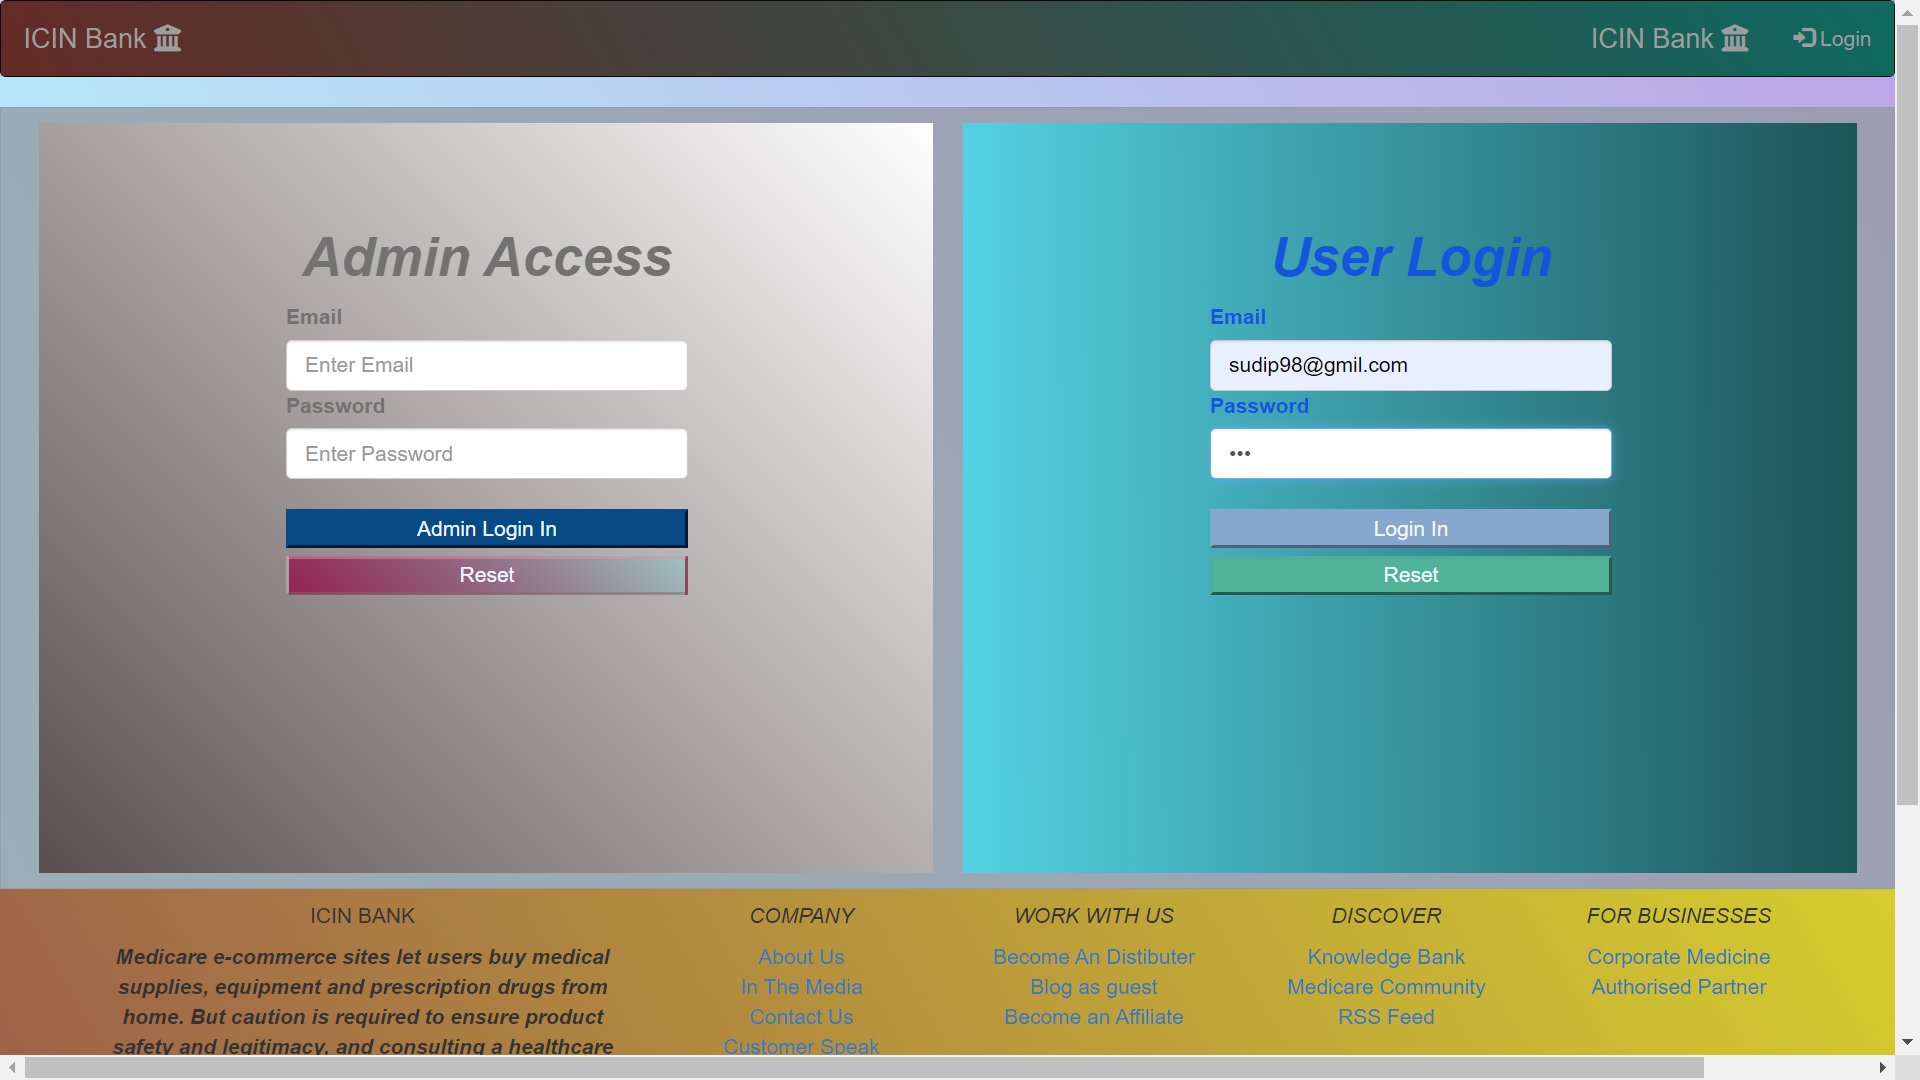 ICIN Bank
ICIN Bank
Login
Admin Access
Email
Enter Email
Password
Enter Password
Admin Login In
Reset
User Login
Email
sudip98@gmil.com
Password
•••
Login In
Reset
ICIN BANK
Medicare e-commerce sites let users buy medical
supplies, equipment and prescription drugs from
home. But caution is required to ensure product
safety and legitimacy, and consulting a healthcare
COMPANY
About Us
In The Media
Contact Us
Customer Speak
WORK WITH US
Become An Distibuter
Blog as guest
Become an Affiliate
DISCOVER
Knowledge Bank
Medicare Community
RSS Feed
FOR BUSINESSES
Corporate Medicine
Authorised Partner